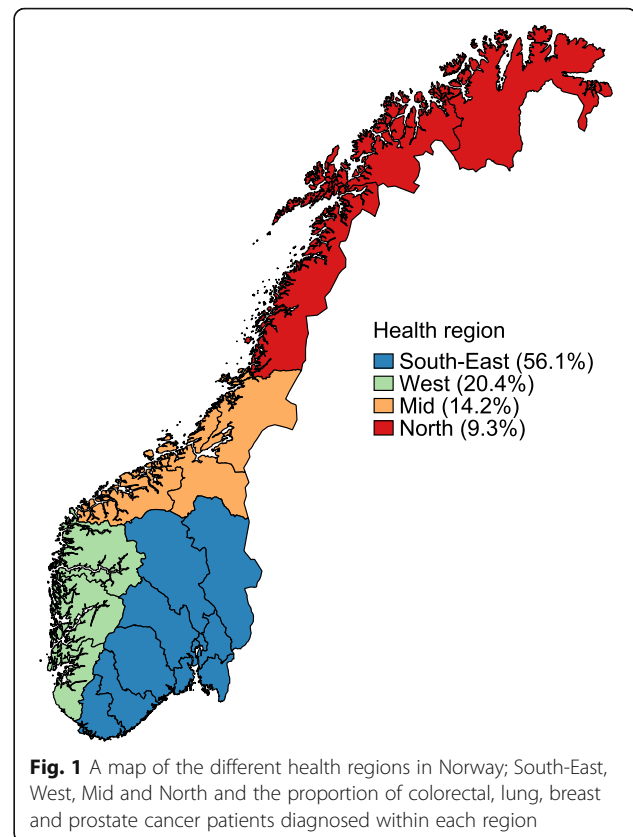 Health region
South-East (56.1%)
West (20.4%)
Mid (14.2%)
North (9.3%)
Fig. 1 A map of the different health regions in Norway; South-East,
West, Mid and North and the proportion of colorectal, lung, breast
and prostate cancer patients diagnosed within each region